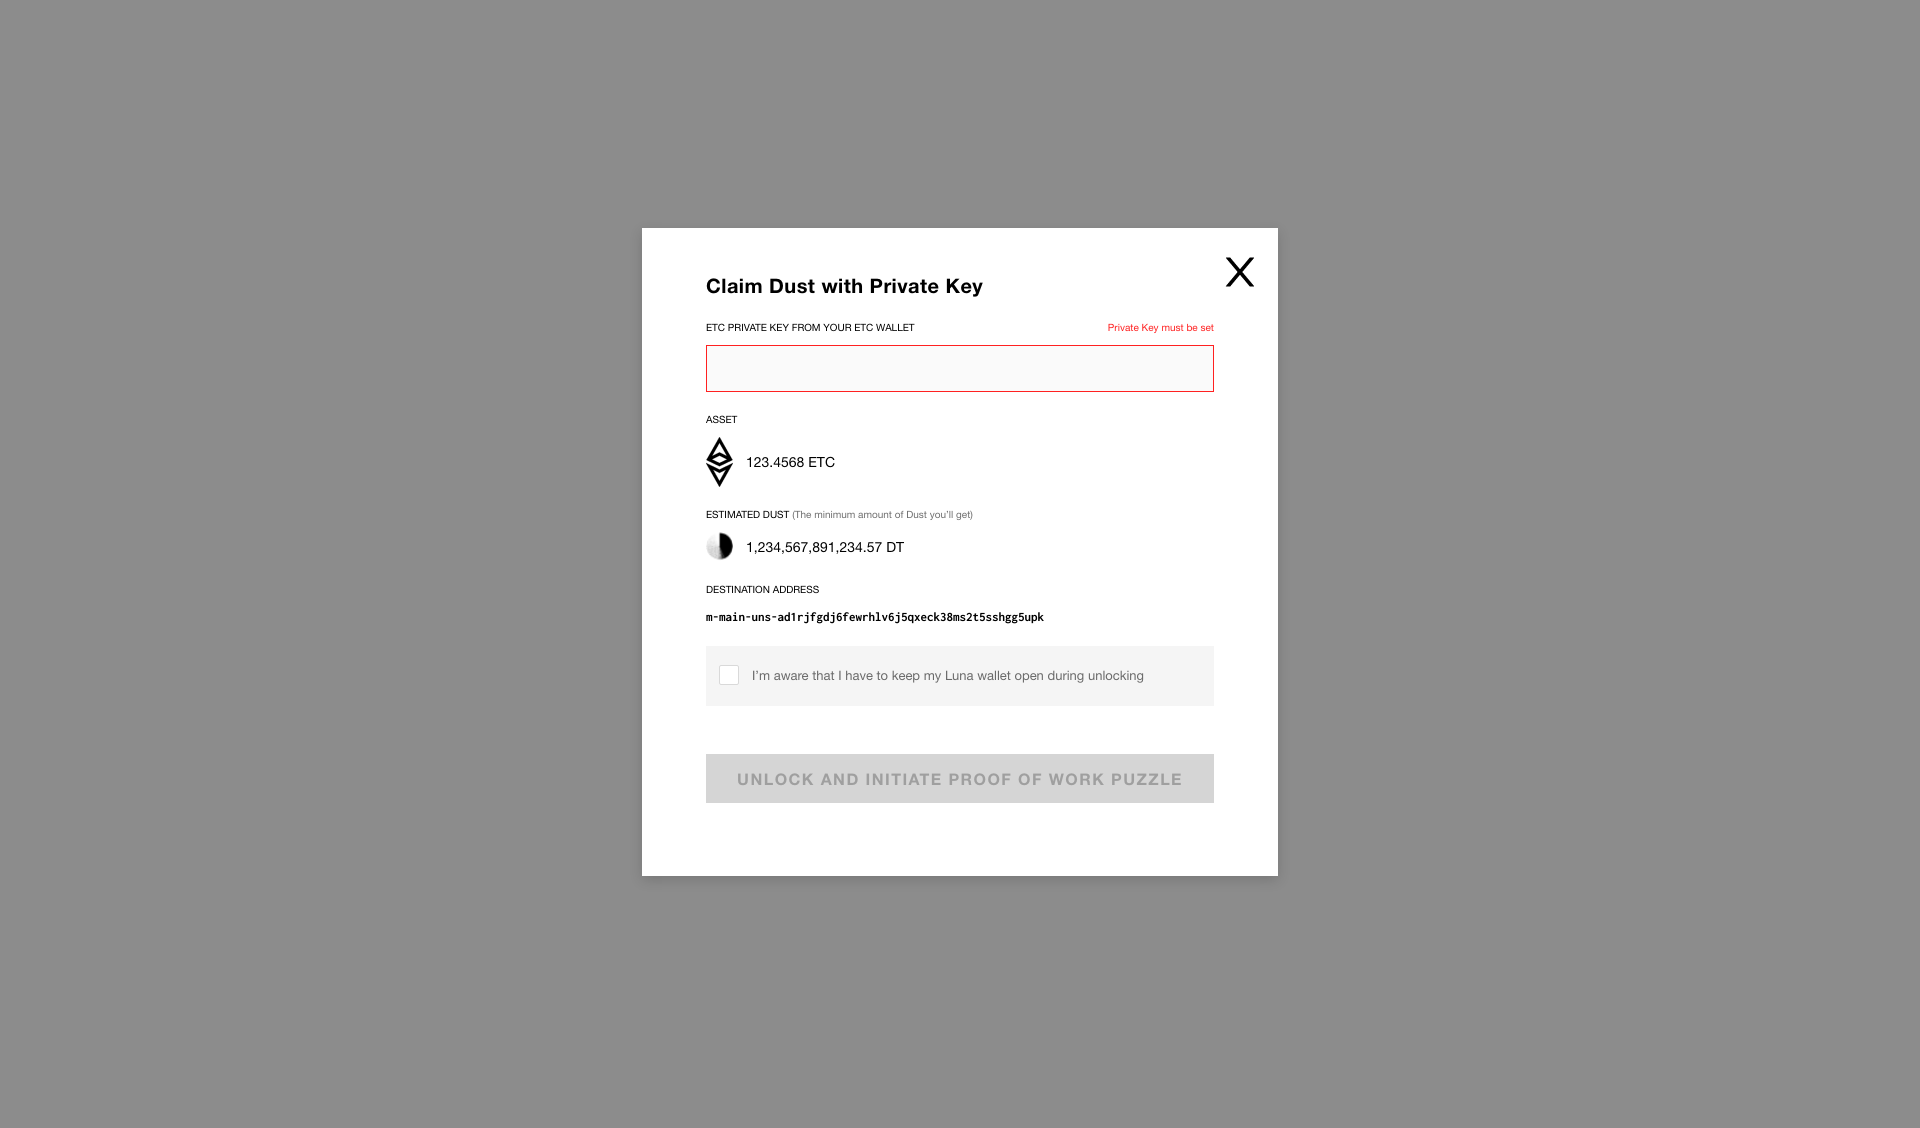 X
Claim Dust with Private Key
ETC PRIVATE KEY FROM YOUR ETC WALLET Private Key must be set
ASSET
123.4568 ETC
ESTIMATED DUST (The minimum amount of Dust you'll get)
1,234,567,891,234.57 DT
DESTINATION ADDRESS
m-main-uns-ad1rjfgdj6fewrhlv6j5qxeck38ms2t5sshgg5upk
I'm aware that I have to keep my Luna wallet open during unlocking
UNLOCK AND INITIATE PROOF OF WORK PUZZLE